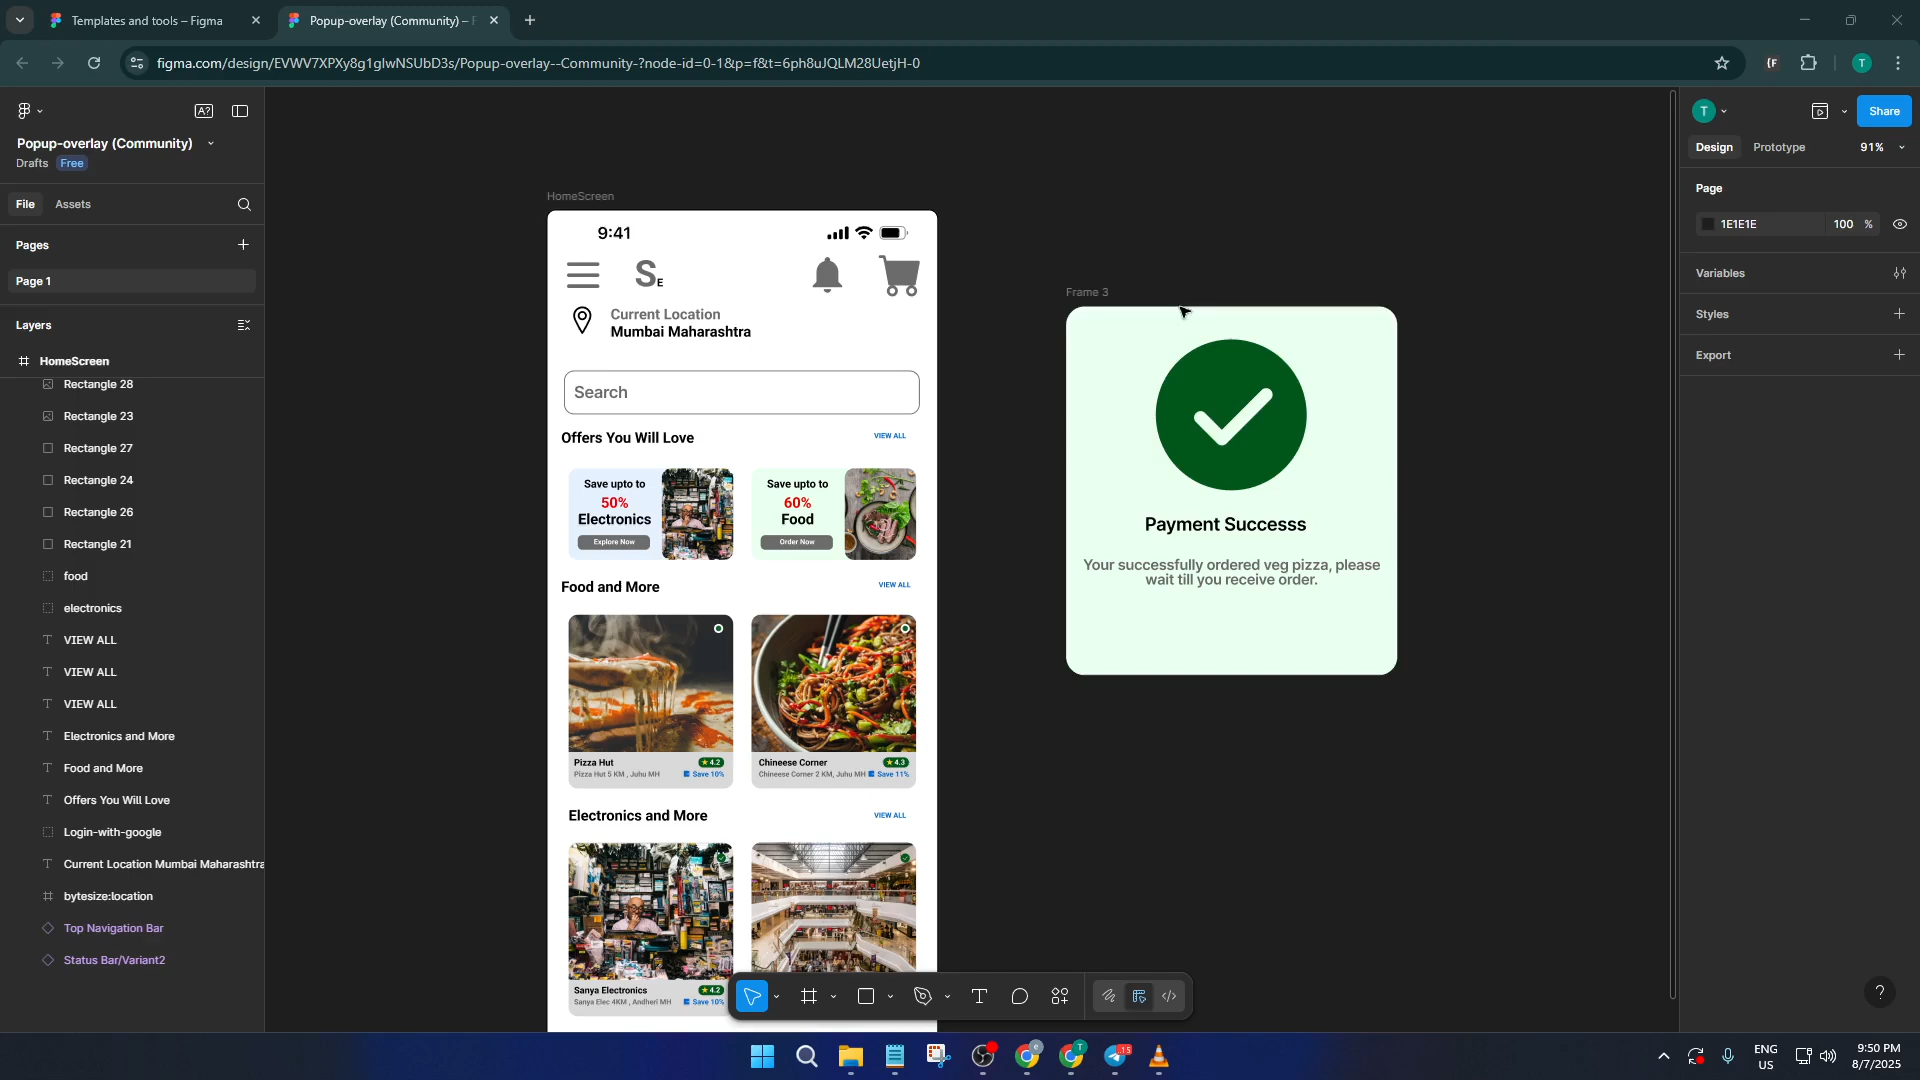 Templates and tools – Figma
Popup-overlay (Community) – F
figma.com/design/EVWV7XPXy8g1glwNSUbD3s/Popup-overlay--Community-?node-id=0-1&p=f&t=6ph8uJQLM28UetjH-0
T
A?
Popup-overlay (Community)
Drafts Free
File Assets
Pages
Page 1
Layers
HomeScreen
Rectangle 28
Rectangle 23
Rectangle 27
Rectangle 24
Rectangle 26
Rectangle 21
food
electronics
VIEW ALL
VIEW ALL
VIEW ALL
Electronics and More
Food and More
Offers You Will Love
Login-with-google
Current Location Mumbai Maharashtra
bytesize:location
Top Navigation Bar
Status Bar/Variant2
HomeScreen
9:41
SE
Current Location
Mumbai Maharashtra
Search
Offers You Will Love VIEW ALL
Save upto to
50%
Electronics
Explore Now
Save upto to
60%
Food
Order Now
Food and More VIEW ALL
Pizza Hut 4.2
Pizza Hut 5 KM , Juhu MH Save 10%
Chineese Corner 4.3
Chineese Corner 2 KM, Juhu MH Save 11%
Electronics and More VIEW ALL
Sanya Electronics 4.2
Sanya Elec 4KM , Andheri MH Save 10%
Frame 3
Payment Successs
Your successfully ordered veg pizza, please
wait till you receive order.
T
Share
Design Prototype 91%
Page
1E1E1E 100 %
Variables
Styles
Export
?
e
T
15
ENG
US
9:50 PM
8/7/2025